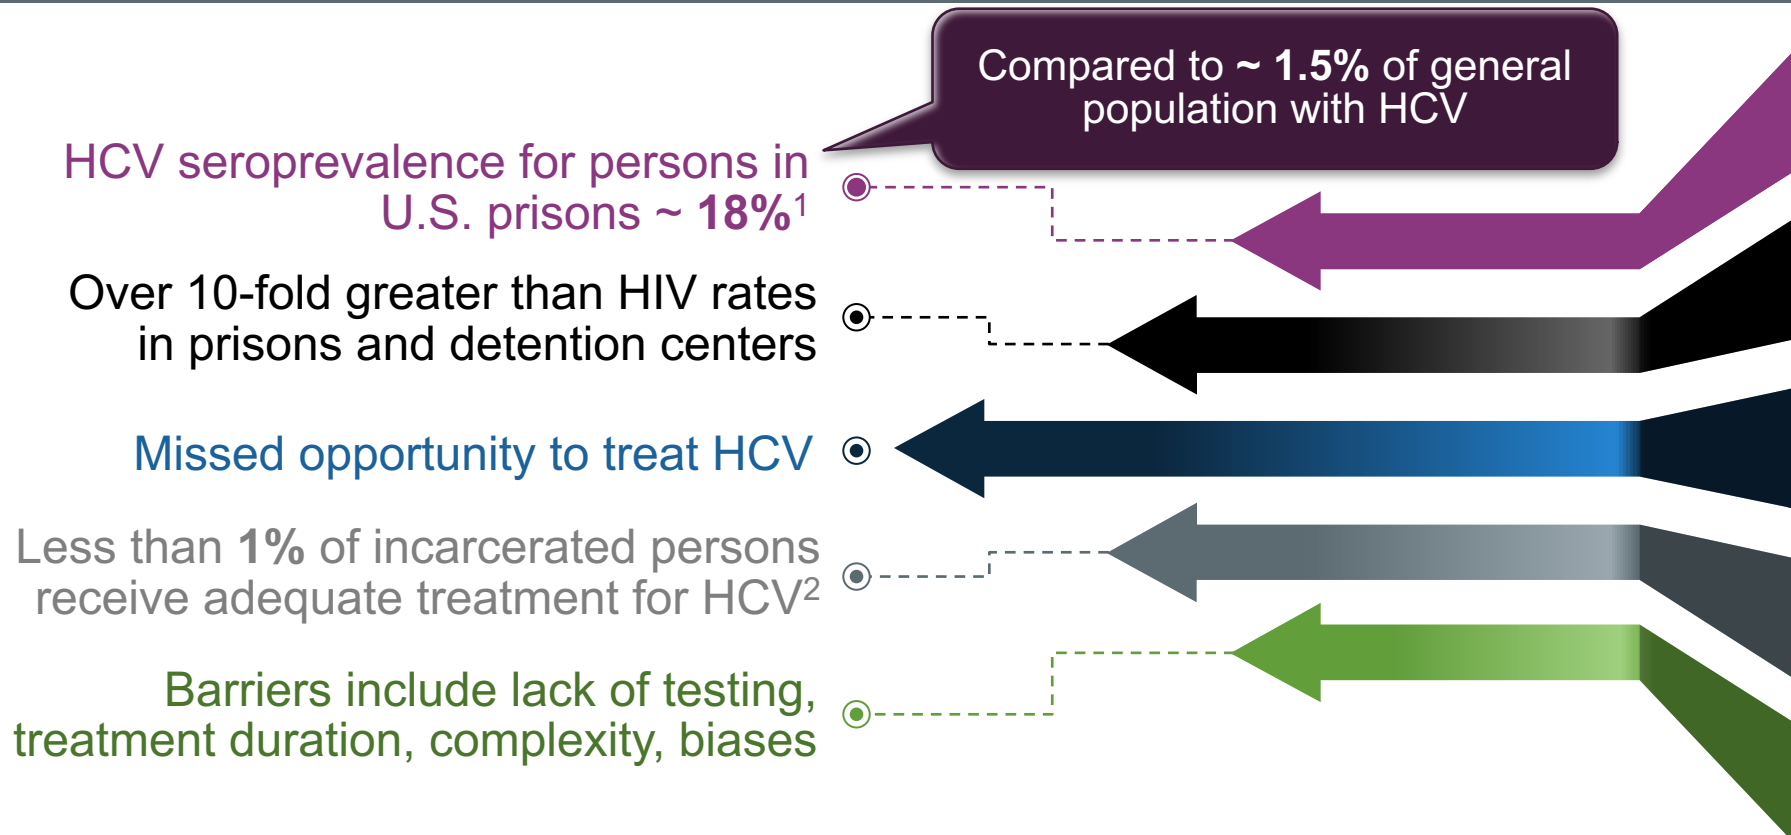 Compared to ~ 1.5% of general
population with HCV
HCV seroprevalence for persons in
U.S. prisons ~ 18%¹
Over 10-fold greater than HIV rates
in prisons and detention centers
Missed opportunity to treat HCV
Less than 1% of incarcerated persons
receive adequate treatment for HCV²
Barriers include lack of testing,
treatment duration, complexity, biases